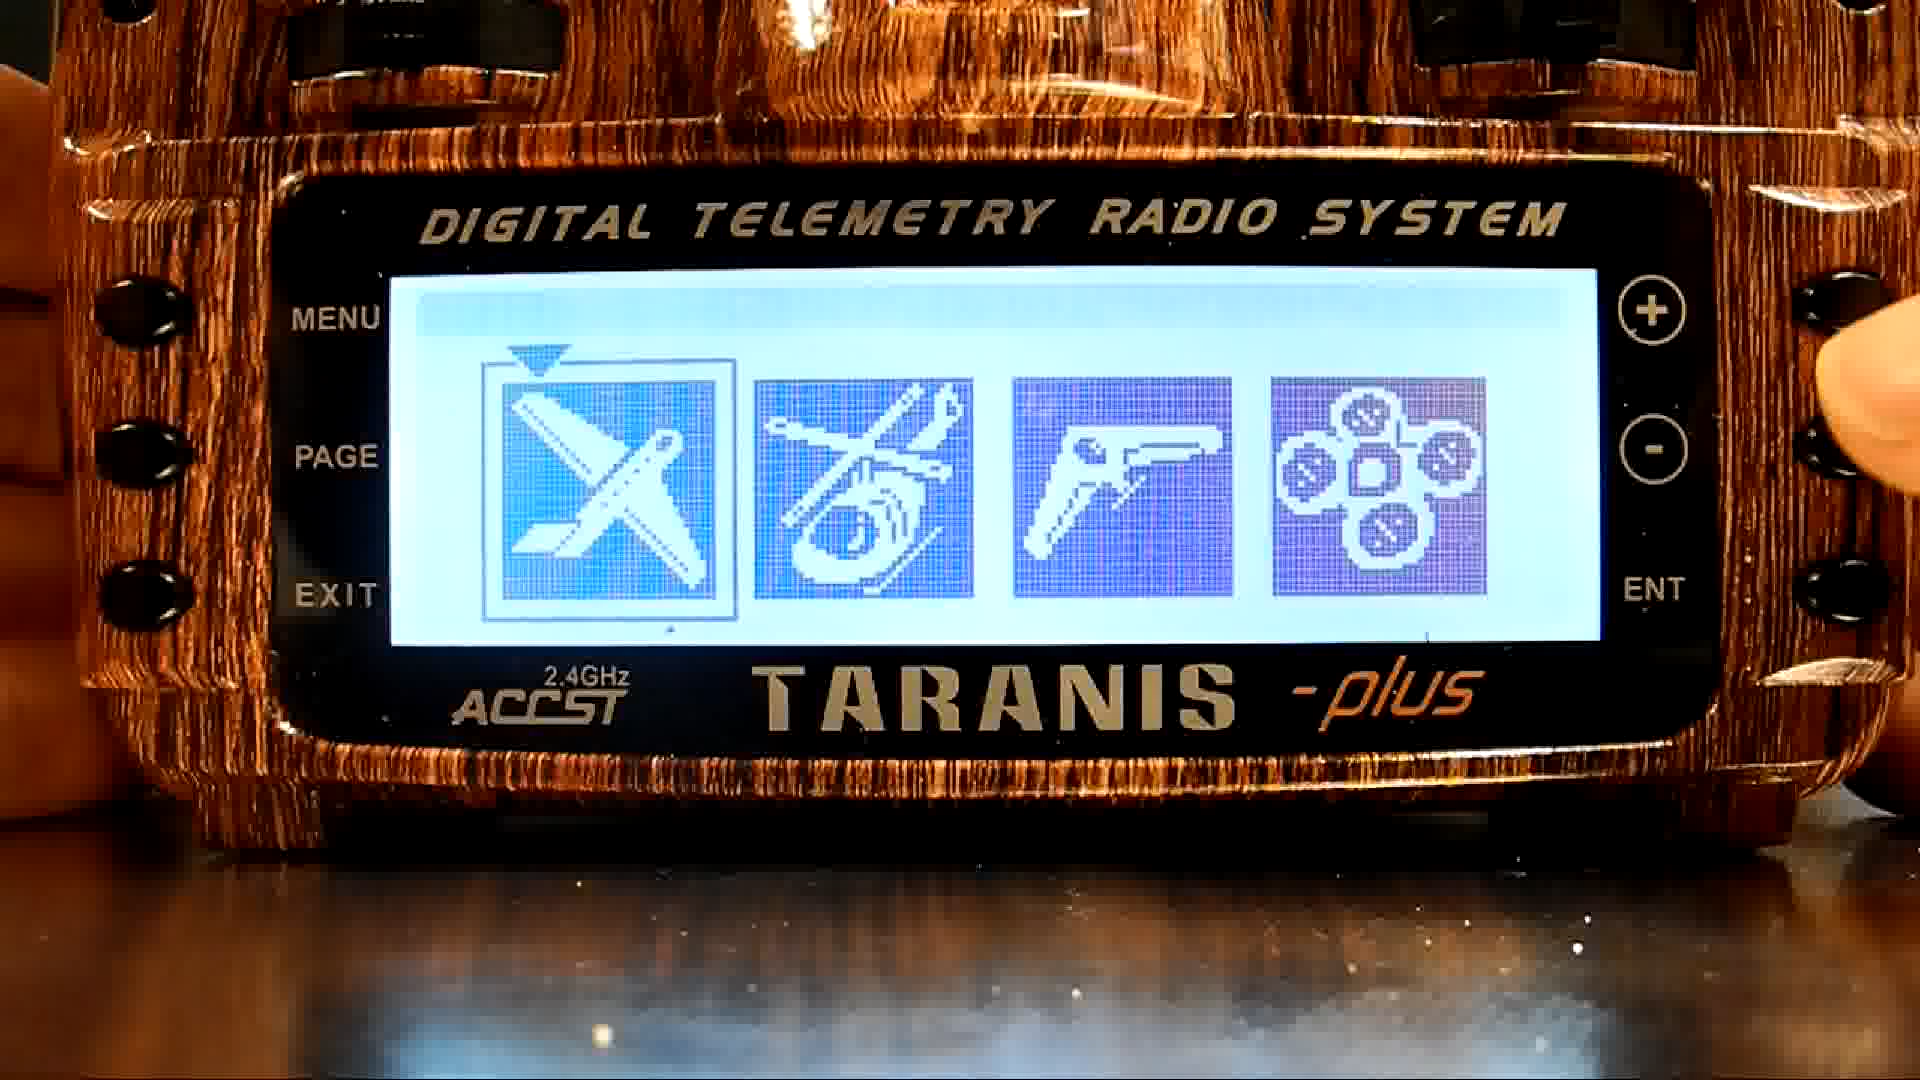 DIGITAL TELEMETRY RADIO SYSTEM
MENU
+
PAGE
-
EXIT
ENT
2.4GHz
ACCST
TARANIS -plus